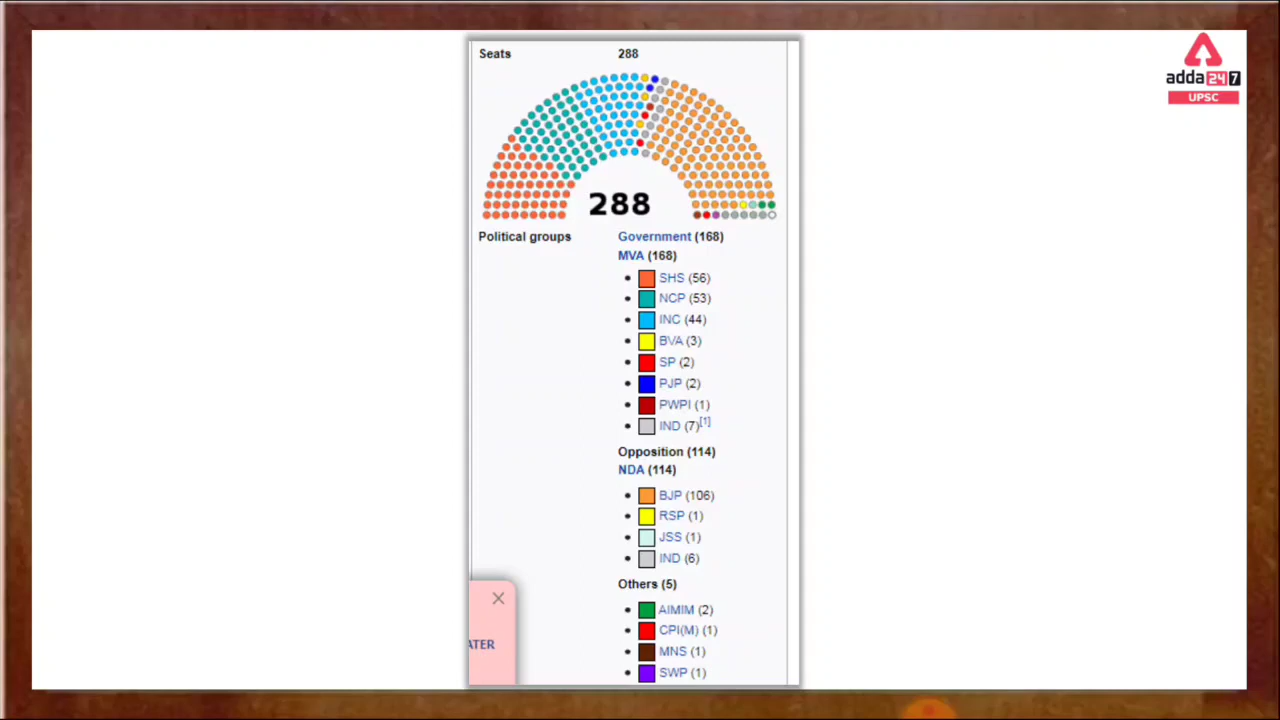 adda247
UPSC
Seats 288
288
Political groups Government (168)
MVA (168)
SHS (56)
NCP (53)
INC (44)
BVA (3)
SP (2)
PJP (2)
PWPI (1)
IND (7)[1]
Opposition (114)
NDA (114)
BJP (106)
RSP (1)
JSS (1)
IND (6)
Others (5)
AIMIM (2)
CPI(M) (1)
MNS (1)
SWP (1)
ATER